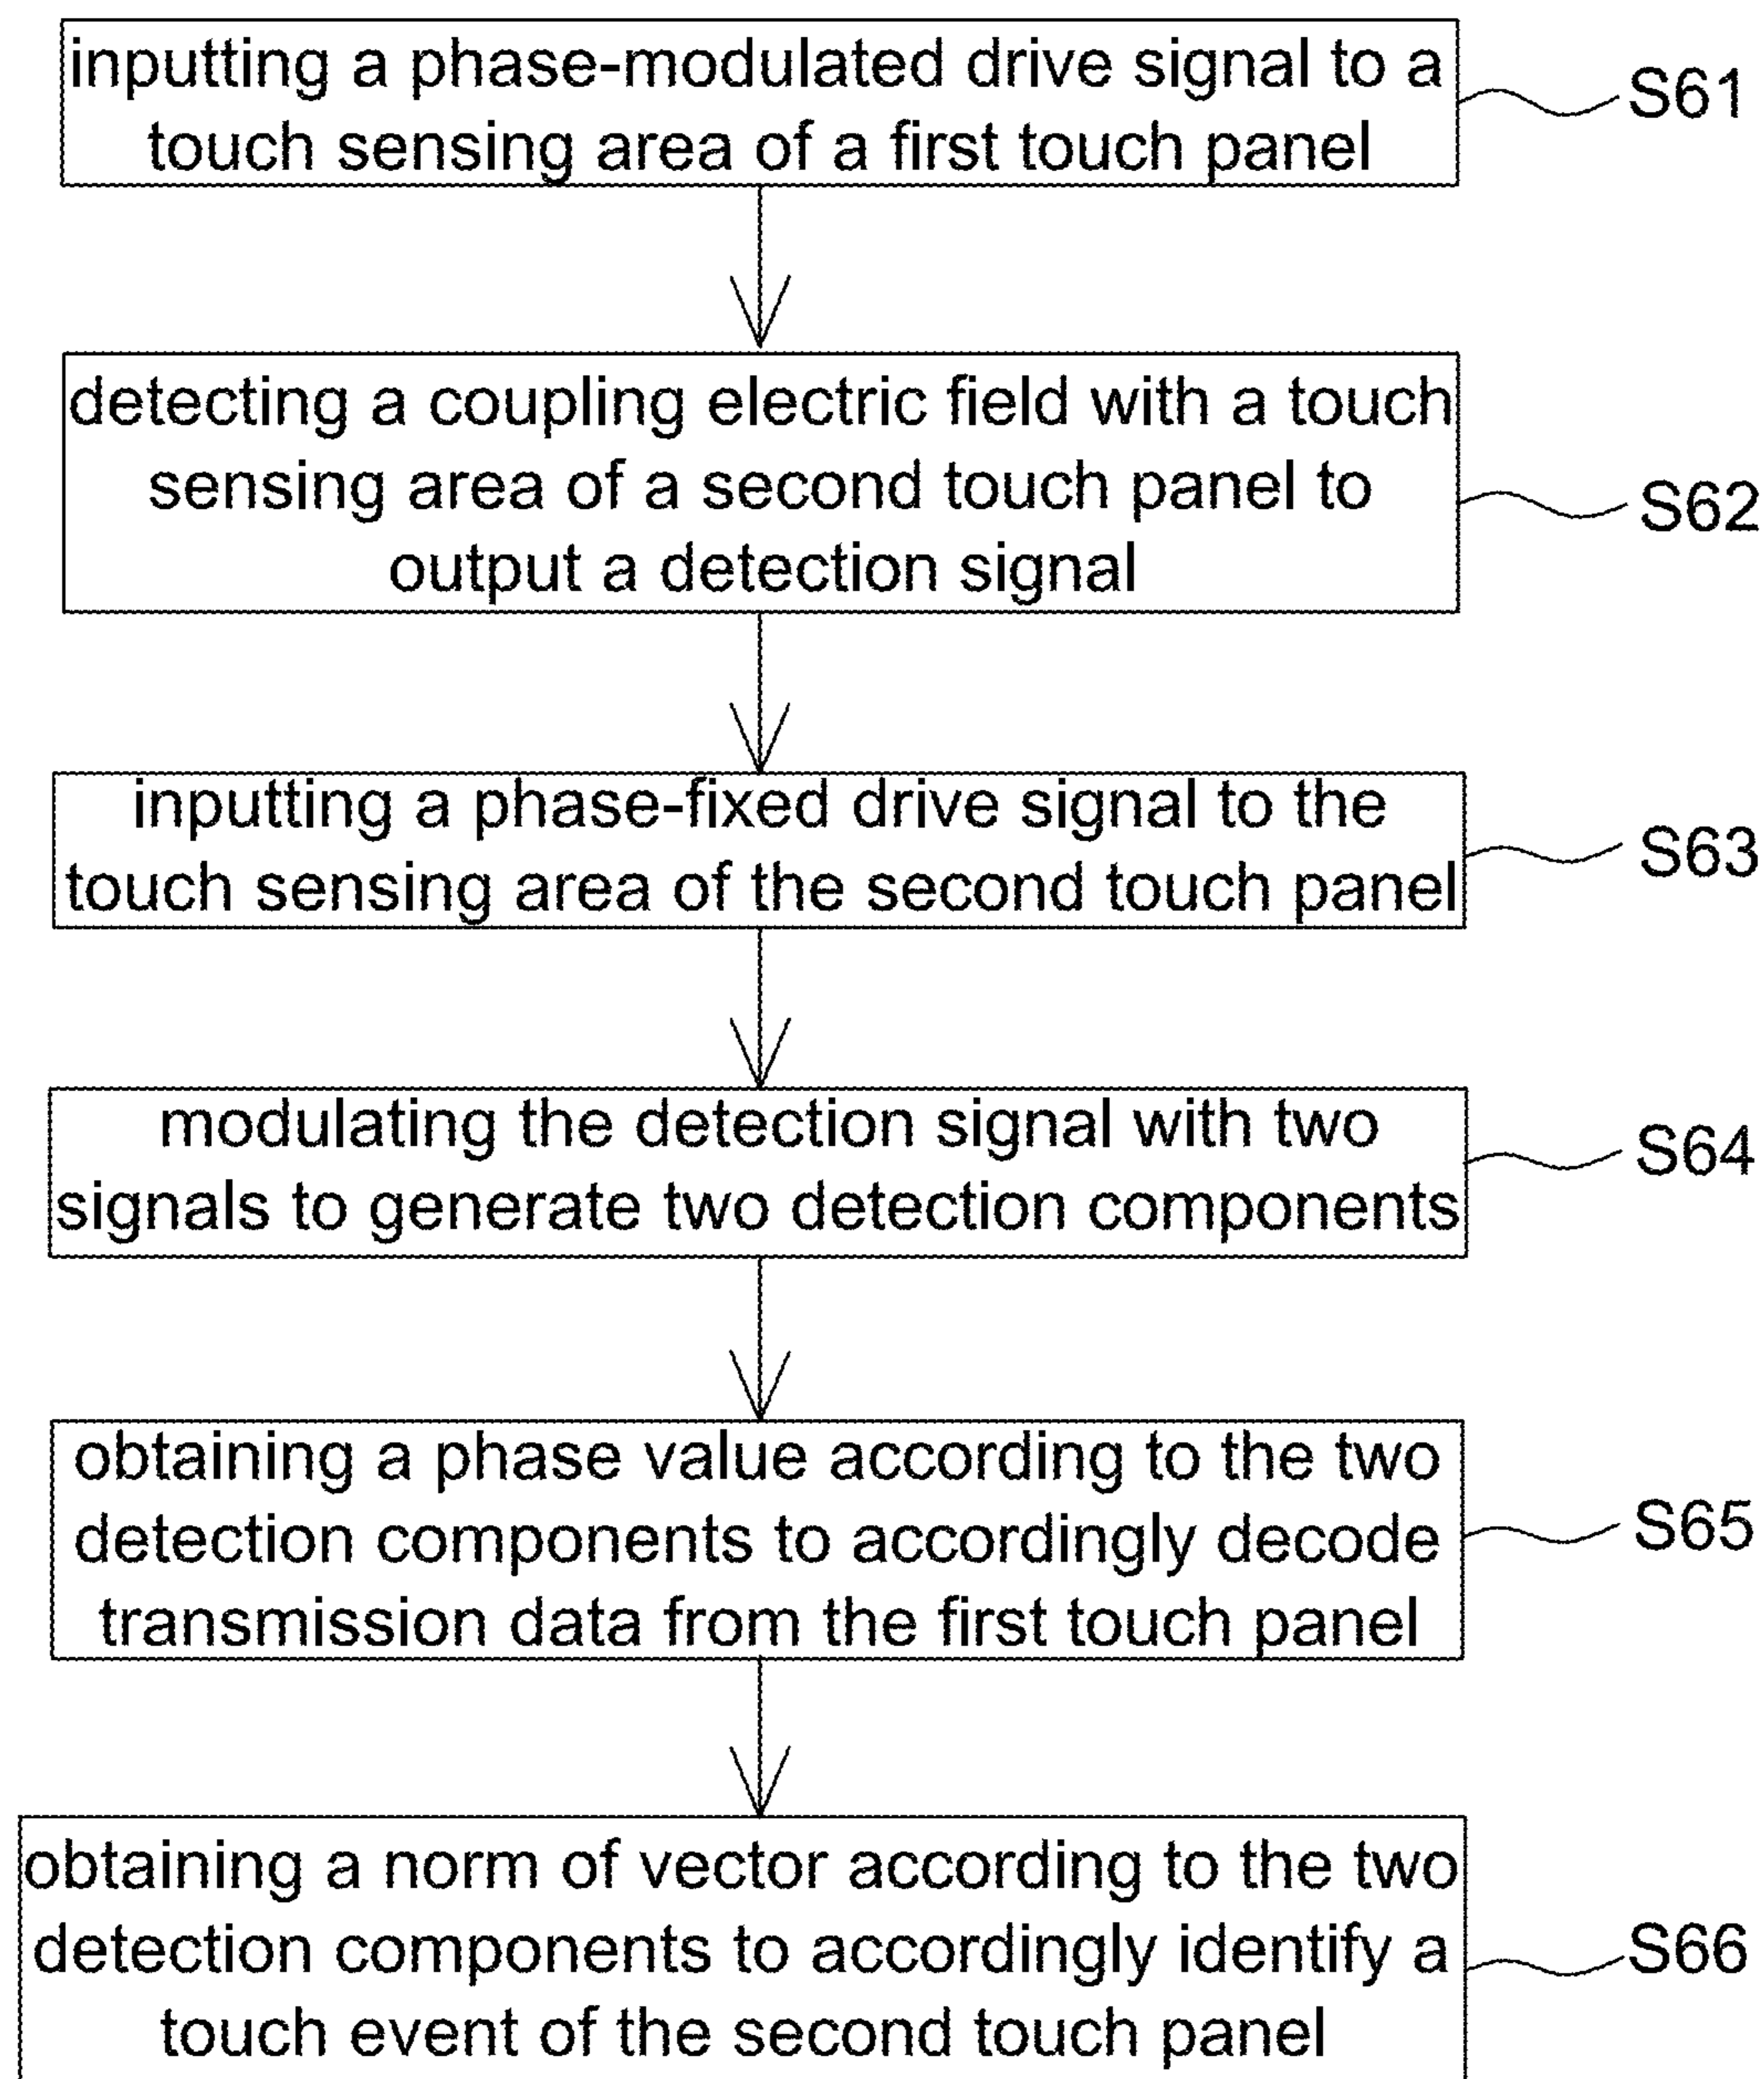 inputting a phase-modulated drive signal to a
touch sensing area of a first touch panel
S61
detecting a coupling electric field with a touch
sensing area of a second touch panel to
output a detection signal
S62
inputting a phase-fixed drive signal to the
touch sensing area of the second touch panel
S63
modulating the detection signal with two
signals to generate two detection components
S64
obtaining a phase value according to the two
detection components to accordingly decode
transmission data from the first touch panel
S65
obtaining a norm of vector according to the two
detection components to accordingly identify a
touch event of the second touch panel
S66